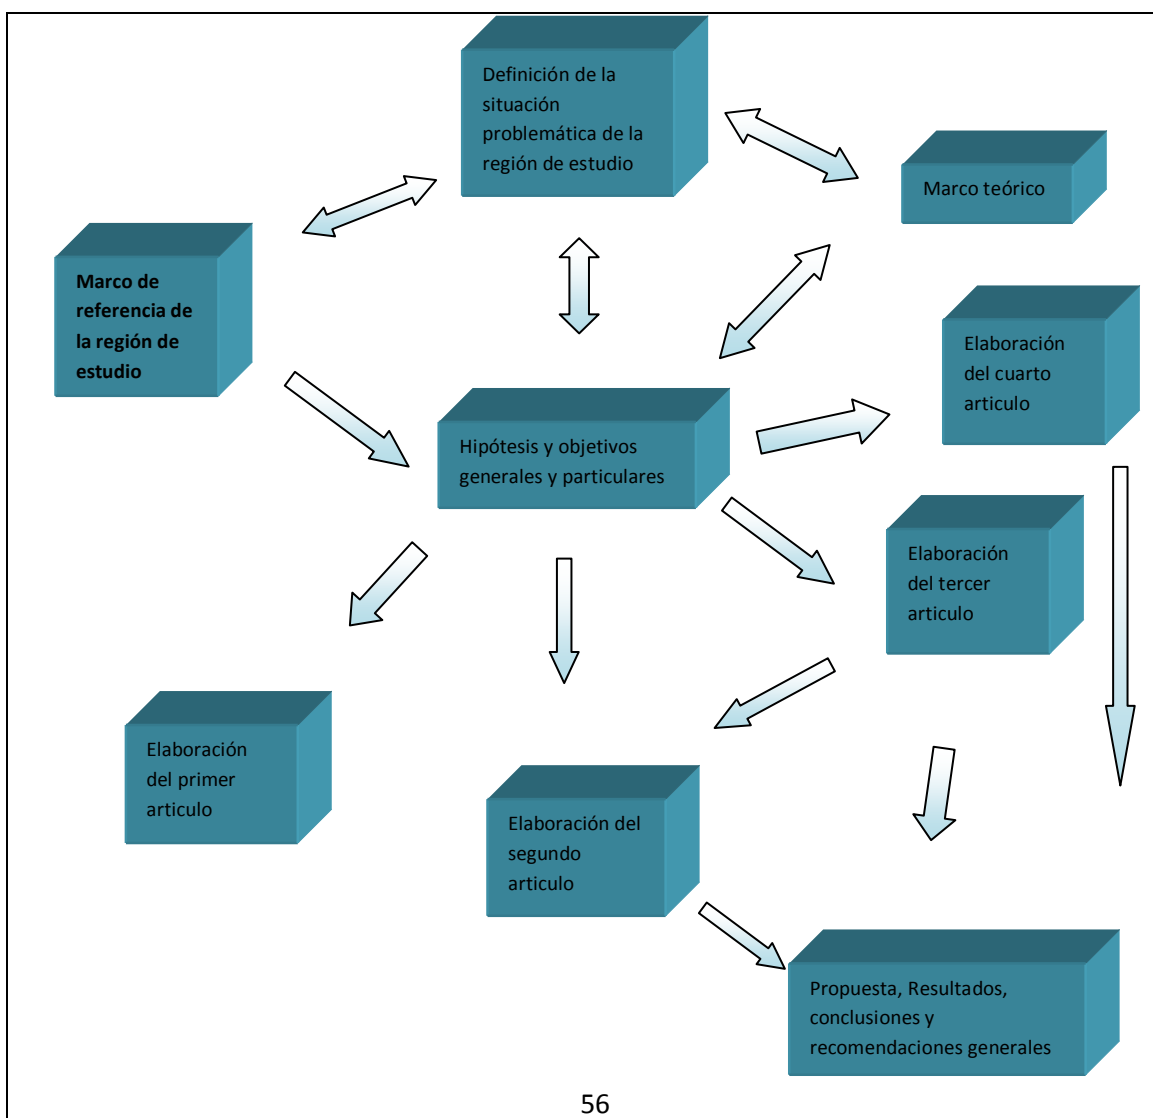 Definición de la
situación
problemática de la
región de estudio
Marco teórico
Marco de
referencia de
la región de
estudio
Elaboración
del cuarto
articulo
Hipótesis y objetivos
generales y particulares
Elaboración
del tercer
articulo
Elaboración
del primer
articulo
Elaboración del
segundo
articulo
Propuesta, Resultados,
conclusiones y
recomendaciones generales
56